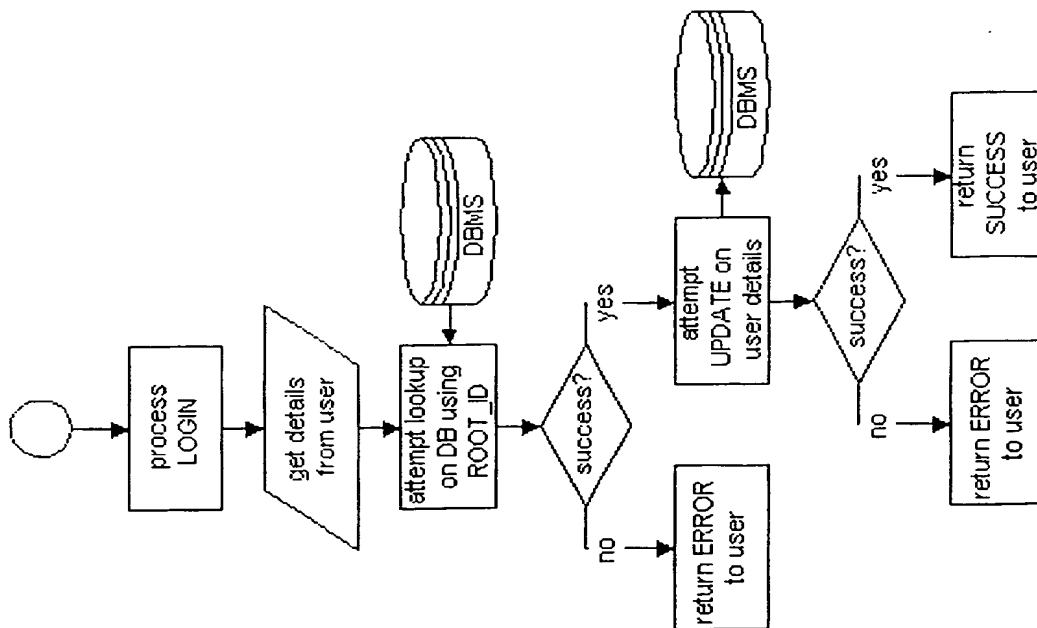 process
LOGIN
get details
from user
attempt lookup
on DB using
ROOT_ID
DBMS
success?
no
yes
return ERROR
to user
attempt
UPDATE on
user details
DBMS
success?
no
yes
return ERROR
to user
return
SUCCESS
to user